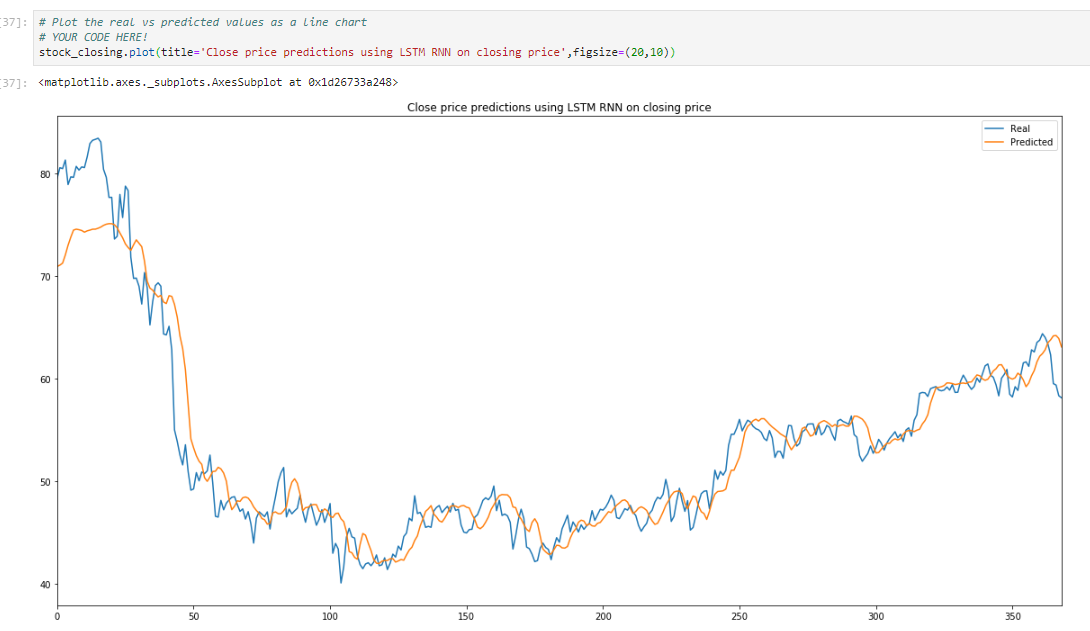 [37]: # Plot the real vs predicted values as a line chart
# YOUR CODE HERE!
stock_closing.plot(title='Close price predictions using LSTM RNN on closing price',figsize=(20,10))
[37]: <matplotlib.axes._subplots.AxesSubplot at 0x1d26733a248>
Close price predictions using LSTM RNN on closing price
Real
Predicted
80
70
60
50
40
0 50 100 150 200 250 300 350